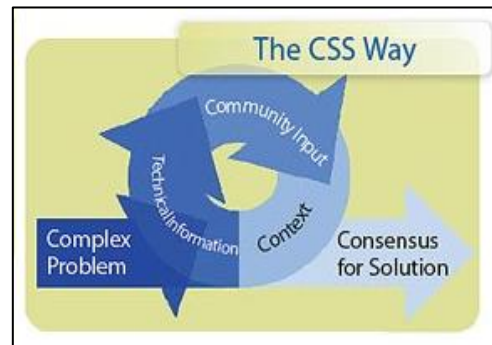 The CSS Way
Community Input
Technical Information
Context
Complex
Problem
Consensus
for Solution